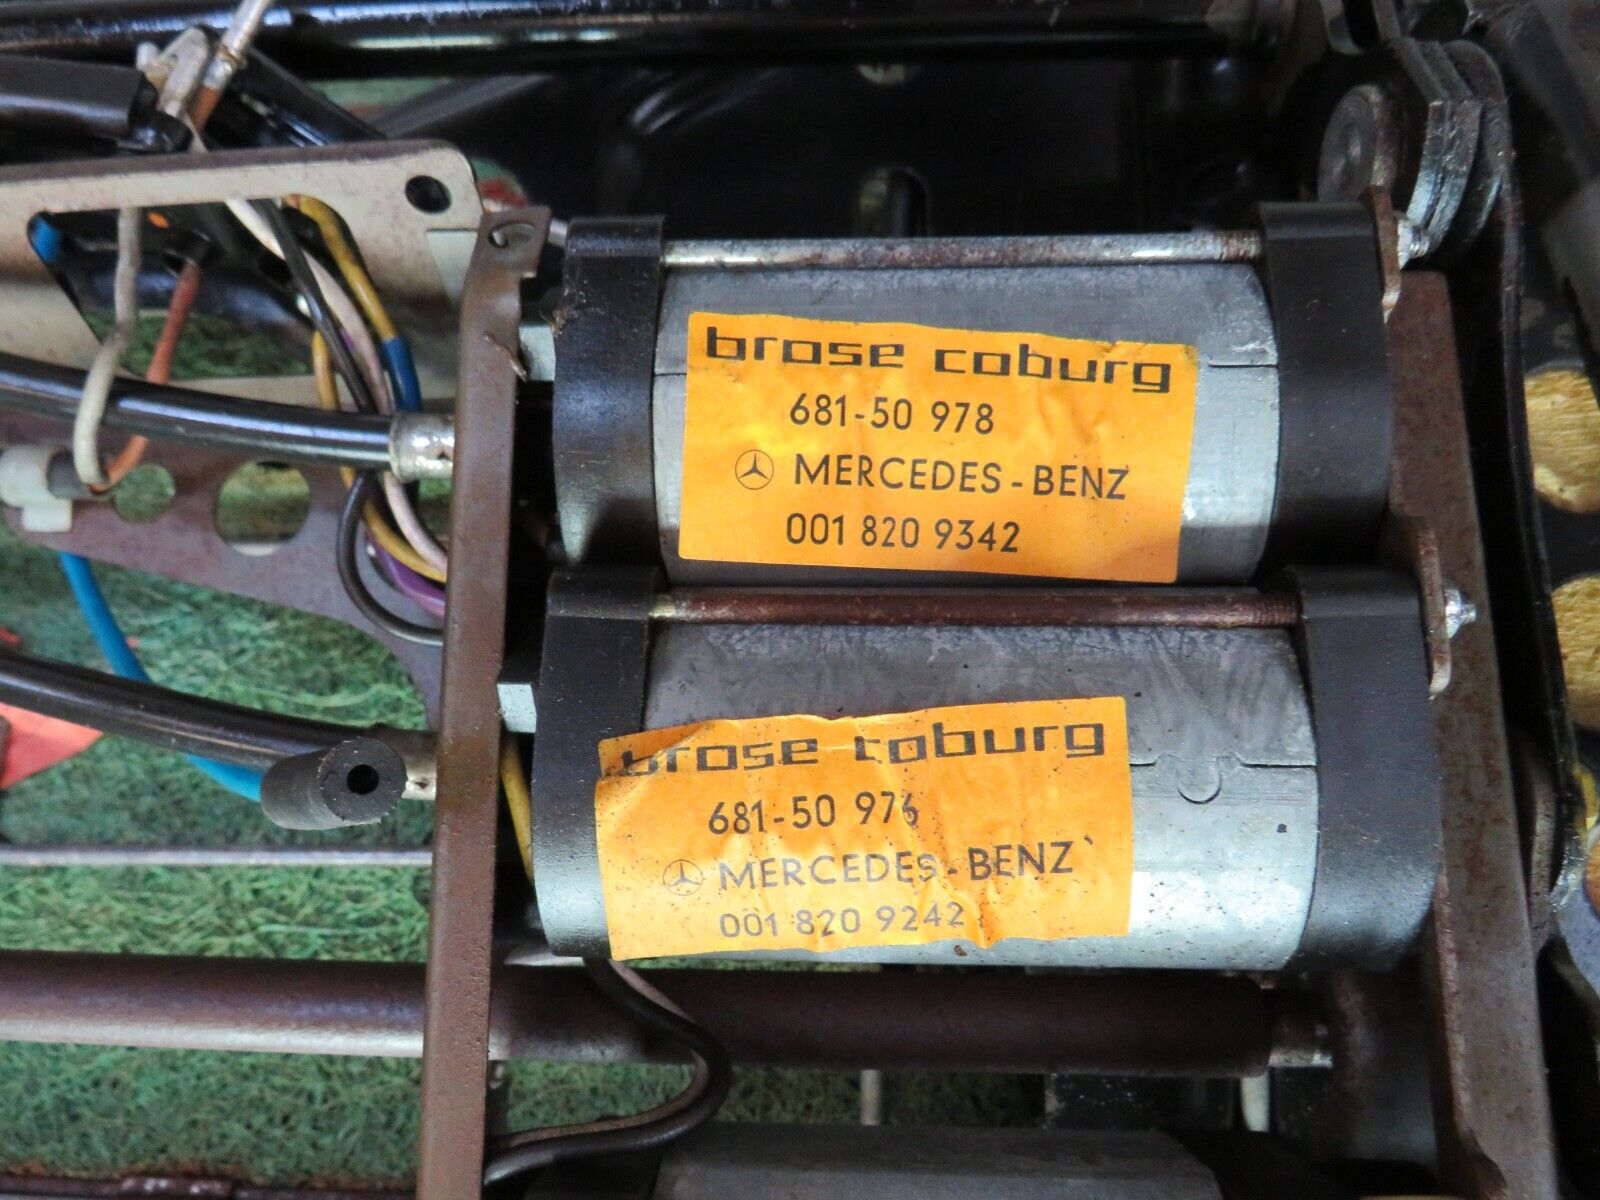 brose coburg
681-50 978
MERCEDES-BENZ
001 820 9342
brose coburg
681-50 976
MERCEDES-BENZ
001 820 9242